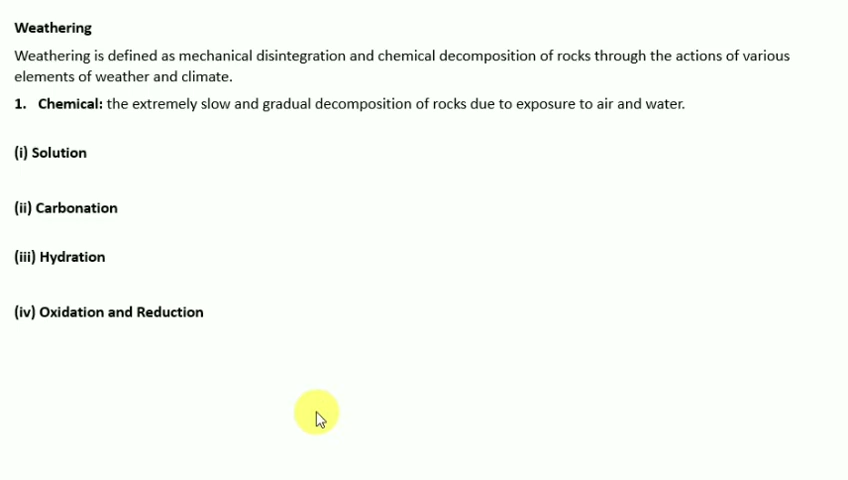 Weathering
Weathering is defined as mechanical disintegration and chemical decomposition of rocks through the actions of various
elements of weather and climate.
1. Chemical: the extremely slow and gradual decomposition of rocks due to exposure to air and water.
(i) Solution
(ii) Carbonation
(iii) Hydration
(iv) Oxidation and Reduction